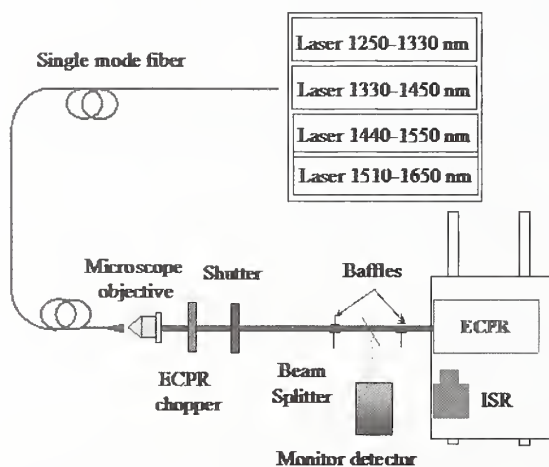 Laser 1250–1330 nm
Single mode fiber
Laser 1330–1450 nm
Laser 1440–1550 nm
Laser 1510–1650 nm
Microscope
objective
Shutter
Baffles
ECPR
ECPR
chopper
Beam
Splitter
ISR
Monitor detector